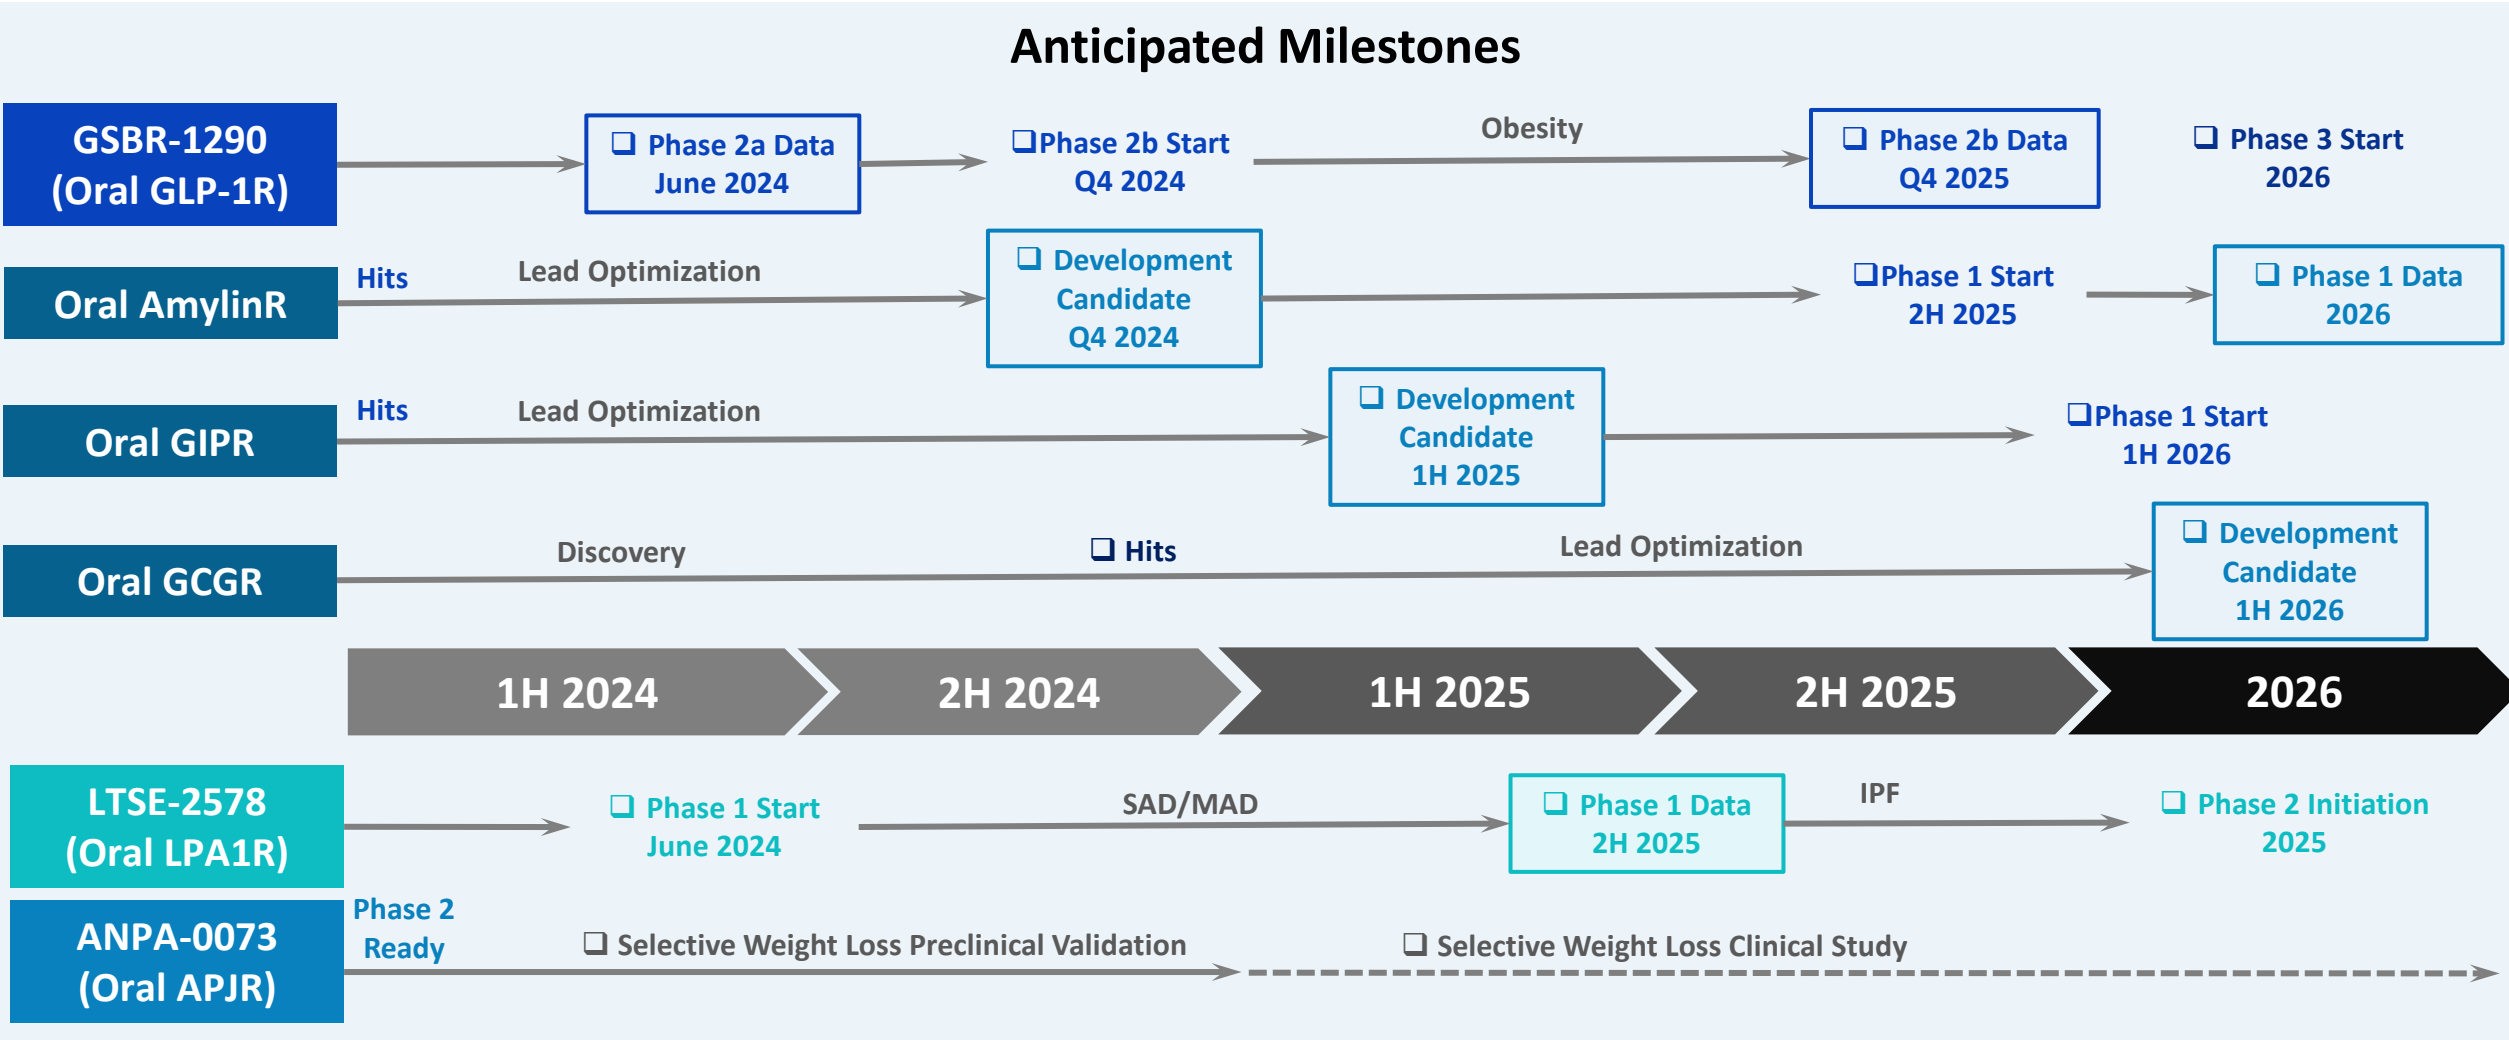 Anticipated Milestones
GSBR-1290
(Oral GLP-1R)
❑ Phase 2a Data
June 2024
❑Phase 2b Start
Q4 2024
Obesity
❑ Phase 2b Data
Q4 2025
❑ Phase 3 Start
2026
Oral AmylinR
Hits
Lead Optimization
❑ Development
Candidate
Q4 2024
❑Phase 1 Start
2H 2025
❑ Phase 1 Data
2026
Oral GIPR
Hits
Lead Optimization
❑ Development
Candidate
1H 2025
❑Phase 1 Start
1H 2026
Oral GCGR
Discovery
❑ Hits
Lead Optimization
❑ Development
Candidate
1H 2026
1H 2024
2H 2024
1H 2025
2H 2025
2026
LTSE-2578
(Oral LPA1R)
❑ Phase 1 Start
June 2024
SAD/MAD
❑ Phase 1 Data
2H 2025
IPF
❑ Phase 2 Initiation
2025
ANPA-0073
(Oral APJR)
Phase 2
Ready
❑ Selective Weight Loss Preclinical Validation
❑ Selective Weight Loss Clinical Study